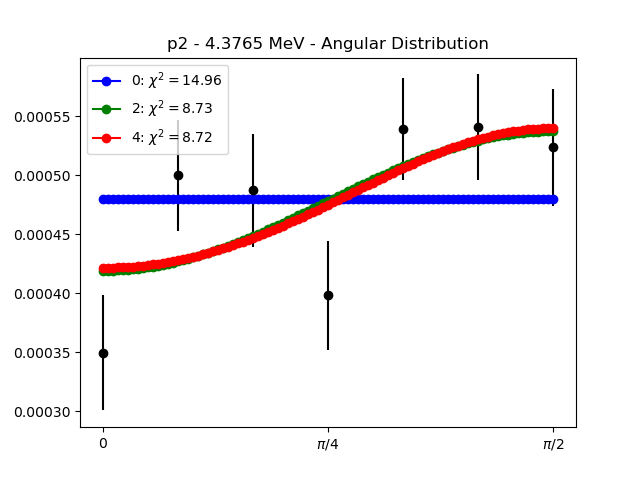 p2 - 4.3765 MeV - Angular Distribution
0: χ² = 14.96
2: χ² = 8.73
4: χ² = 8.72
0.00055
0.00050
0.00045
0.00040
0.00035
0.00030
0 π/4 π/2